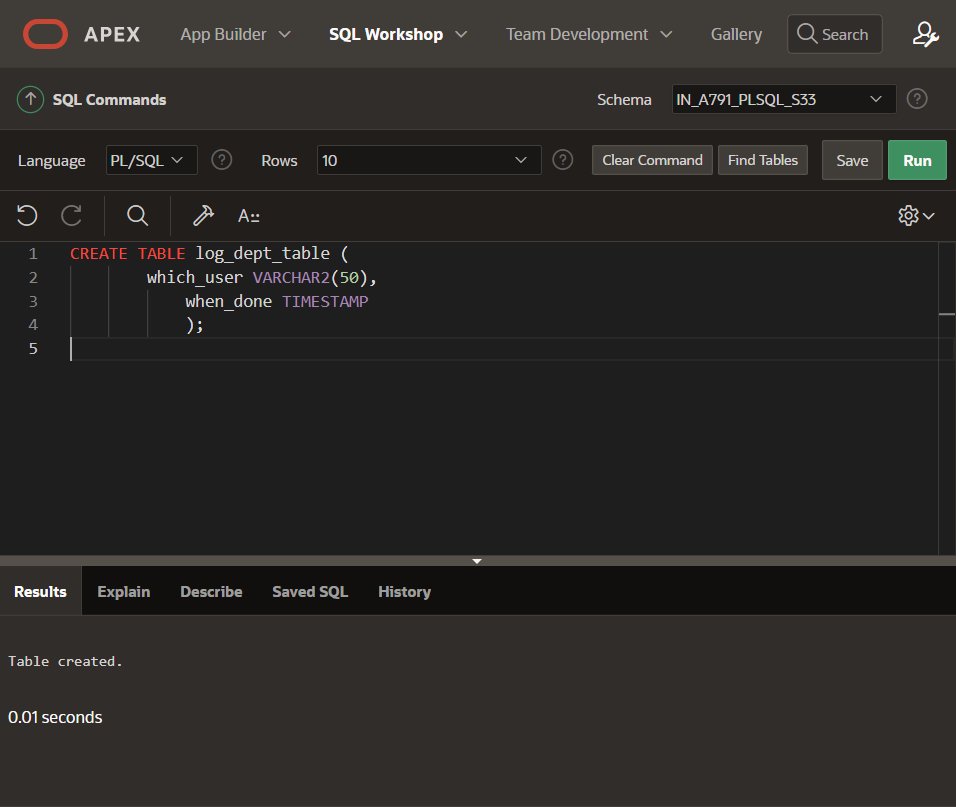 APEX App Builder SQL Workshop Team Development Gallery Search
SQL Commands Schema IN_A791_PLSQL_S33 ?
Language PL/SQL ? Rows 10 ? Clear Command Find Tables Save Run
A::
1 CREATE TABLE log_dept_table (
2 which_user VARCHAR2(50),
3 when_done TIMESTAMP
4 );
5
Results Explain Describe Saved SQL History
Table created.
0.01 seconds